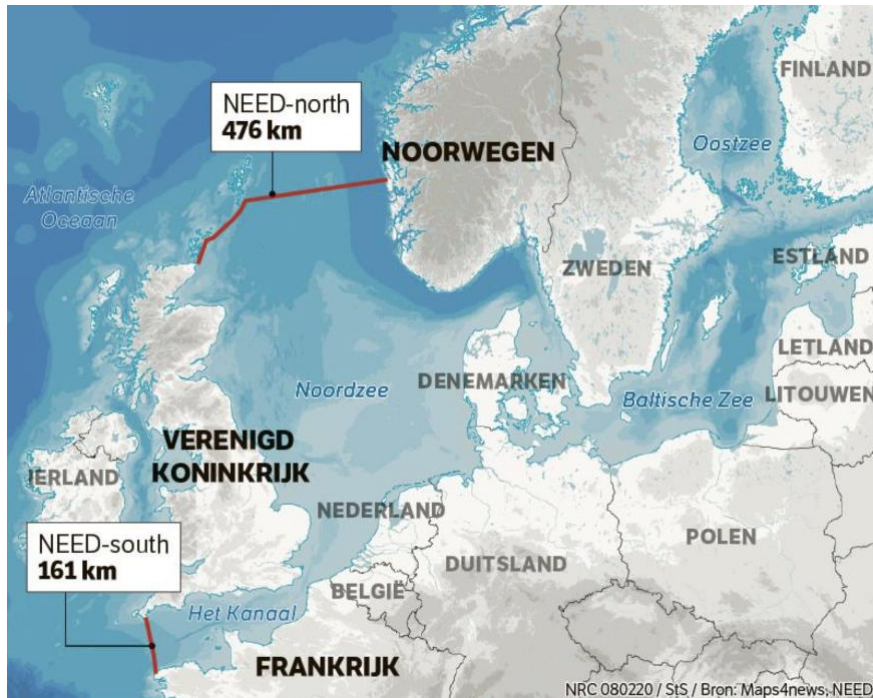 FINLAND
NEED-north
476 km
NOORWEGEN
Oostzee
Atlantische
Oceaan
ZWEDEN
ESTLAND
LETLAND
DENEMARKEN
Noordzee
Baltische Zee
LITOUWEN
VERENIGD
KONINKRIJK
IERLAND
NEDERLAND
POLEN
NEED-south
161 km
DUITSLAND
BELGIË
Het Kanaal
FRANKRIJK
NRC 080220 / StS / Bron: Maps4news, NEED